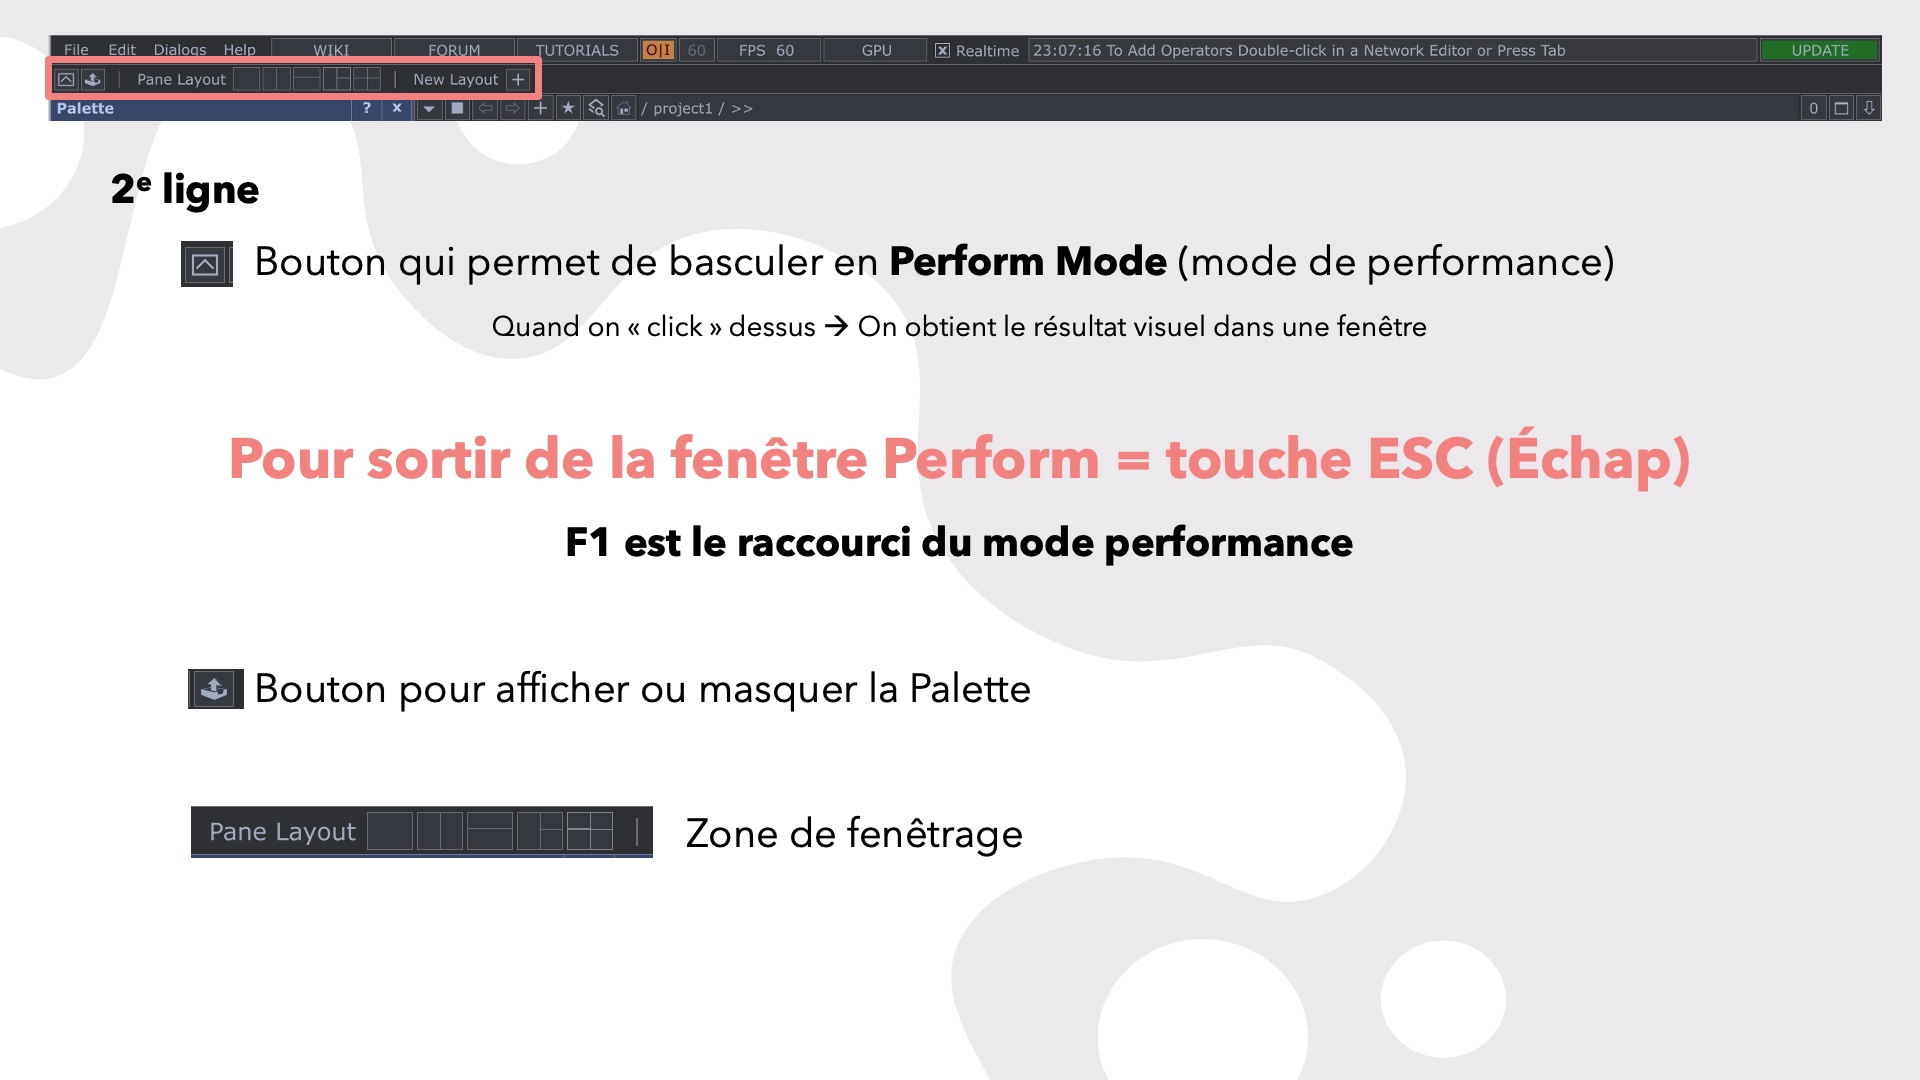 File Edit Dialogs Help WIKI FORUM TUTORIALS O|I 60 FPS 60 GPU Realtime 23:07:16 To Add Operators Double-click in a Network Editor or Press Tab UPDATE
Pane Layout New Layout +
Palette ? x / project1 / >> 0
2e ligne
Bouton qui permet de basculer en Perform Mode (mode de performance)
Quand on « click » dessus → On obtient le résultat visuel dans une fenêtre
Pour sortir de la fenêtre Perform = touche ESC (Échap)
F1 est le raccourci du mode performance
Bouton pour afficher ou masquer la Palette
Pane Layout Zone de fenêtrage